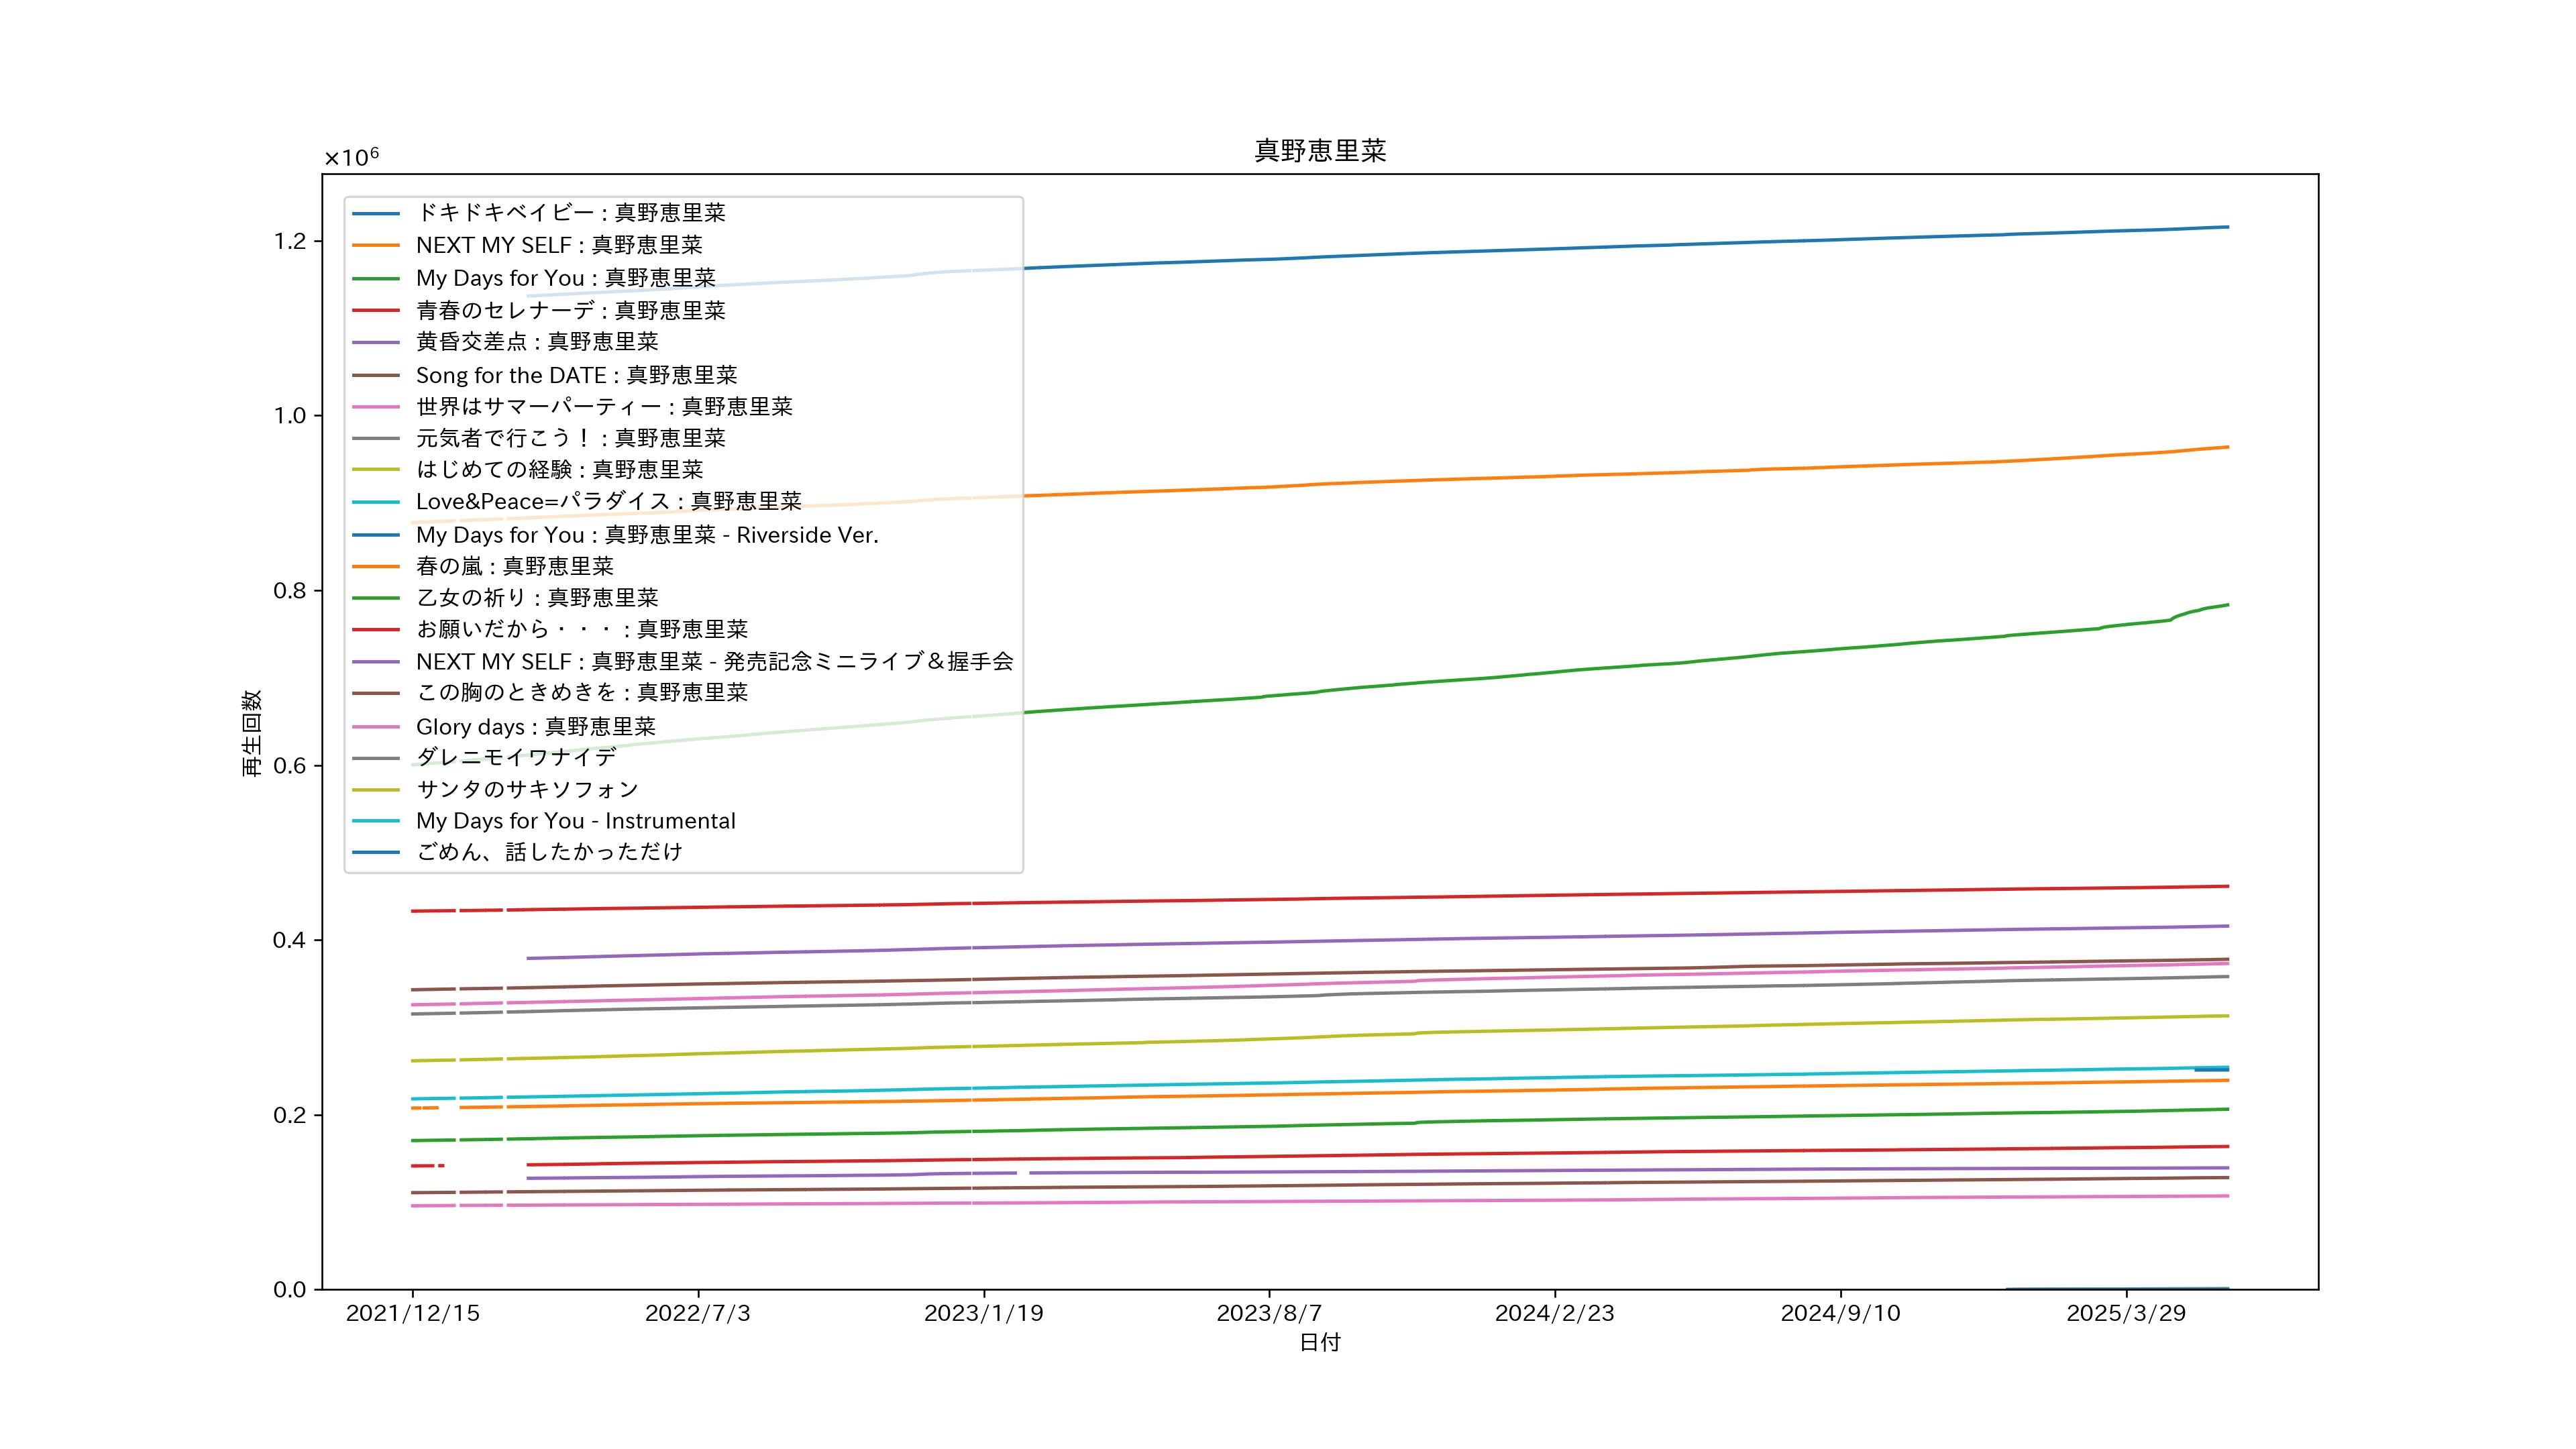 真野恵里菜
×10⁶
ドキドキベイビー : 真野恵里菜
NEXT MY SELF : 真野恵里菜
My Days for You : 真野恵里菜
青春のセレナーデ : 真野恵里菜
黄昏交差点 : 真野恵里菜
Song for the DATE : 真野恵里菜
世界はサマーパーティー : 真野恵里菜
元気者で行こう！ : 真野恵里菜
はじめての経験 : 真野恵里菜
Love&Peace=パラダイス : 真野恵里菜
My Days for You : 真野恵里菜 - Riverside Ver.
春の嵐 : 真野恵里菜
乙女の祈り : 真野恵里菜
お願いだから・・・ : 真野恵里菜
NEXT MY SELF : 真野恵里菜 - 発売記念ミニライブ＆握手会
この胸のときめきを : 真野恵里菜
Glory days : 真野恵里菜
ダレニモイワナイデ
サンタのサキソフォン
My Days for You - Instrumental
ごめん、話したかっただけ
1.2
1.0
0.8
0.6
0.4
0.2
0.0
再生回数
2021/12/15
2022/7/3
2023/1/19
2023/8/7
2024/2/23
2024/9/10
2025/3/29
日付